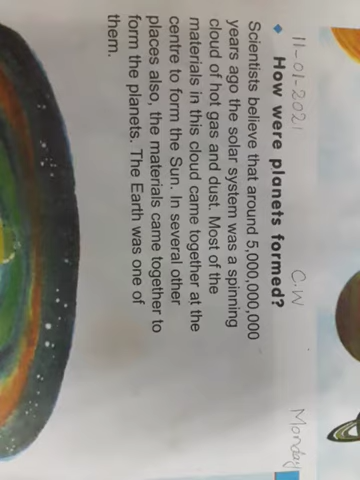 11-01-2021 C.W Monday
How were planets formed?
Scientists believe that around 5,000,000,000
years ago the solar system was a spinning
cloud of hot gas and dust. Most of the
materials in this cloud came together at the
centre to form the Sun. In several other
places also, the materials came together to
form the planets. The Earth was one of
them.